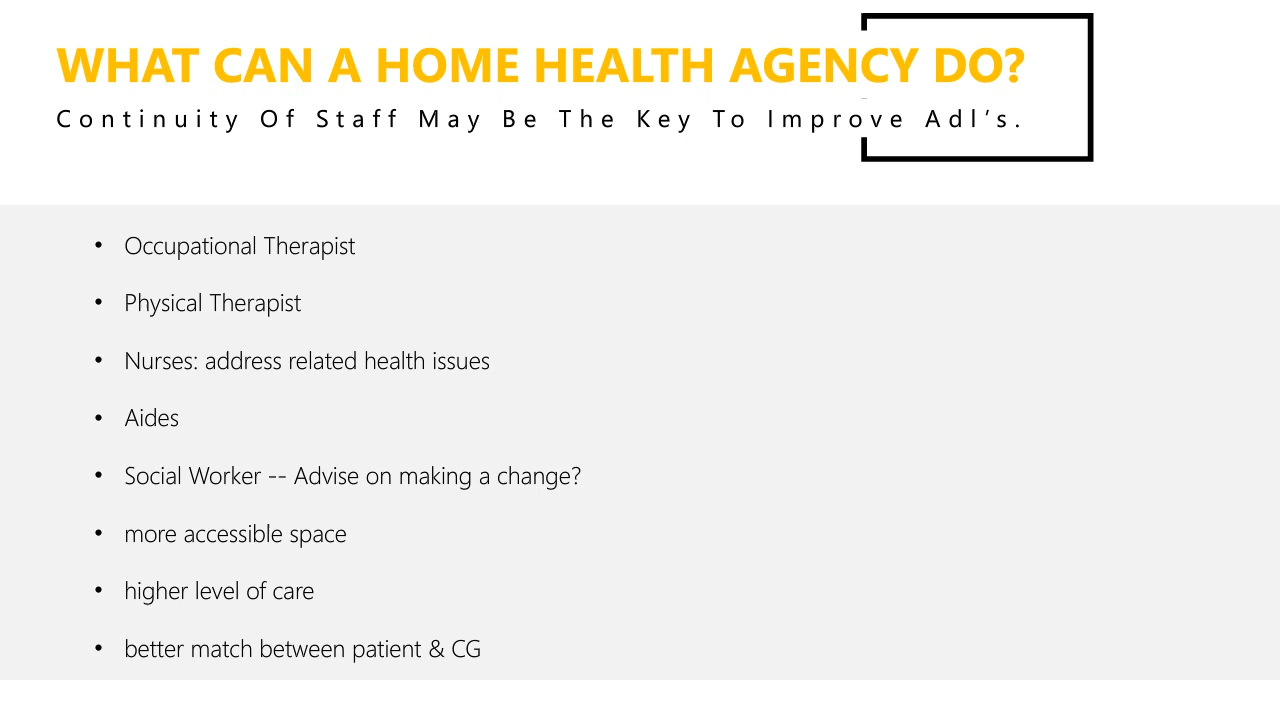 WHAT CAN A HOME HEALTH AGENCY DO?
Continuity Of Staff May Be The Key To Improve Adl’s.
• Occupational Therapist
• Physical Therapist
• Nurses: address related health issues
• Aides
• Social Worker -- Advise on making a change?
• more accessible space
• higher level of care
• better match between patient & CG